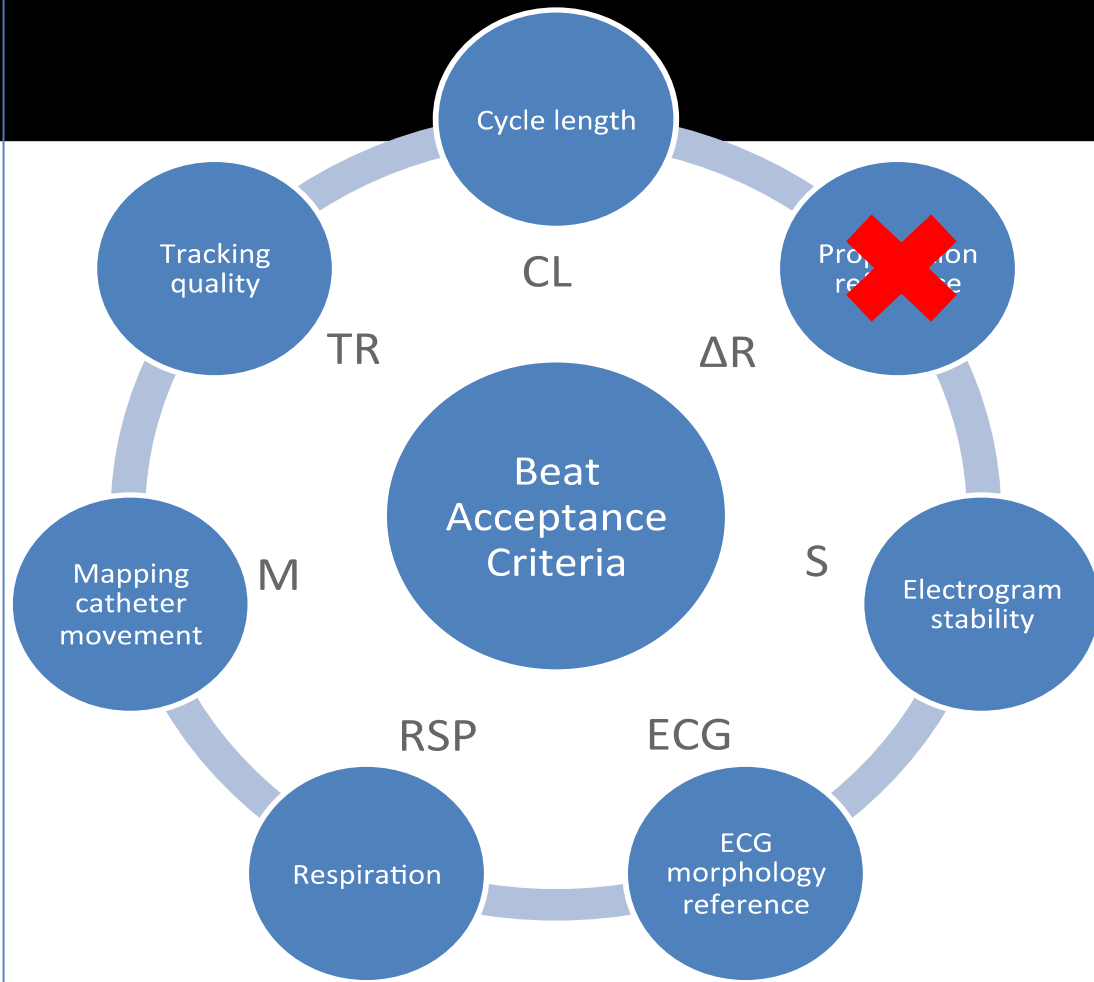 Cycle length
CL
ΔR
Electrogram
stability
S
ECG
morphology
reference
ECG
Respiration
RSP
Mapping
catheter
movement
M
Tracking
quality
TR
Beat
Acceptance
Criteria